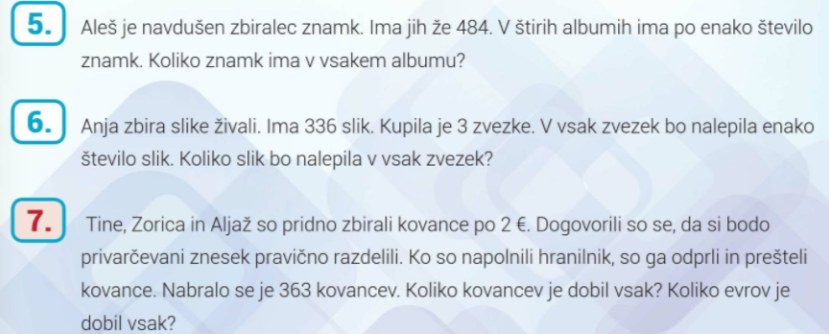 5. Aleš je navdušen zbiralec znamk. Ima jih že 484. V štirih albumih ima po enako število
znamk. Koliko znamk ima v vsakem albumu?
6. Anja zbira slike živali. Ima 336 slik. Kupila je 3 zvezke. V vsak zvezek bo nalepila enako
število slik. Koliko slik bo nalepila v vsak zvezek?
7. Tine, Zorica in Aljaž so pridno zbirali kovance po 2 €. Dogovorili so se, da si bodo
privarčevani znesek pravično razdelili. Ko so napolnili hranilnik, so ga odprli in prešteli
kovance. Nabralo se je 363 kovancev. Koliko kovancev je dobil vsak? Koliko evrov je
dobil vsak?